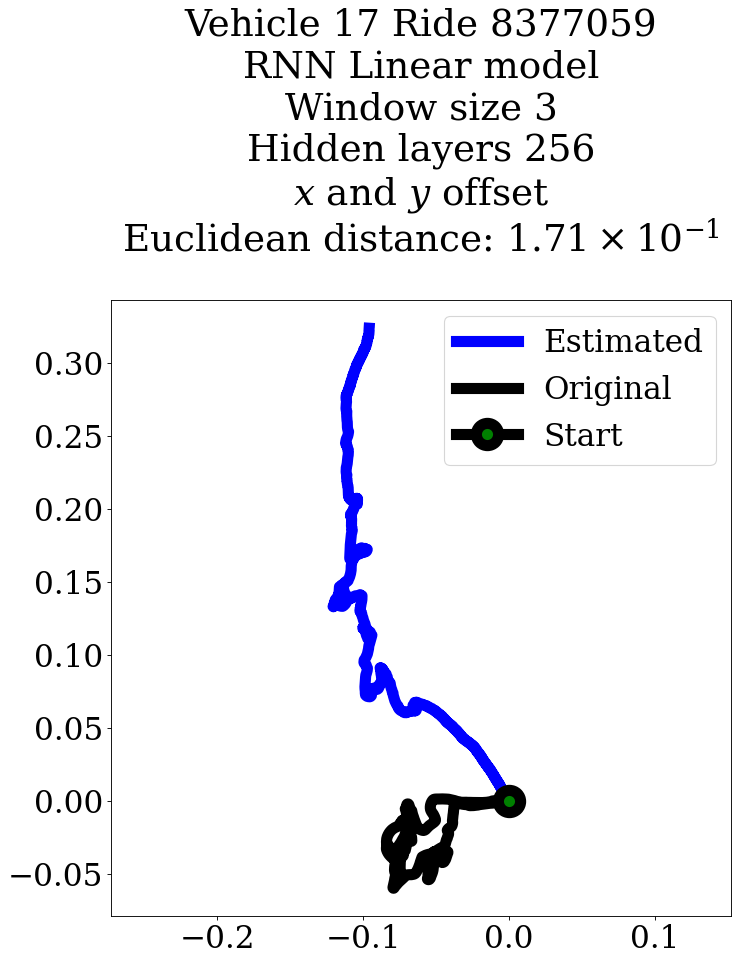 Vehicle 17 Ride 8377059
RNN Linear model
Window size 3
Hidden layers 256
x and y offset
Euclidean distance: 1.71 × 10⁻¹
Estimated
Original
Start
0.30
0.25
0.20
0.15
0.10
0.05
0.00
−0.05
−0.2 −0.1 0.0 0.1